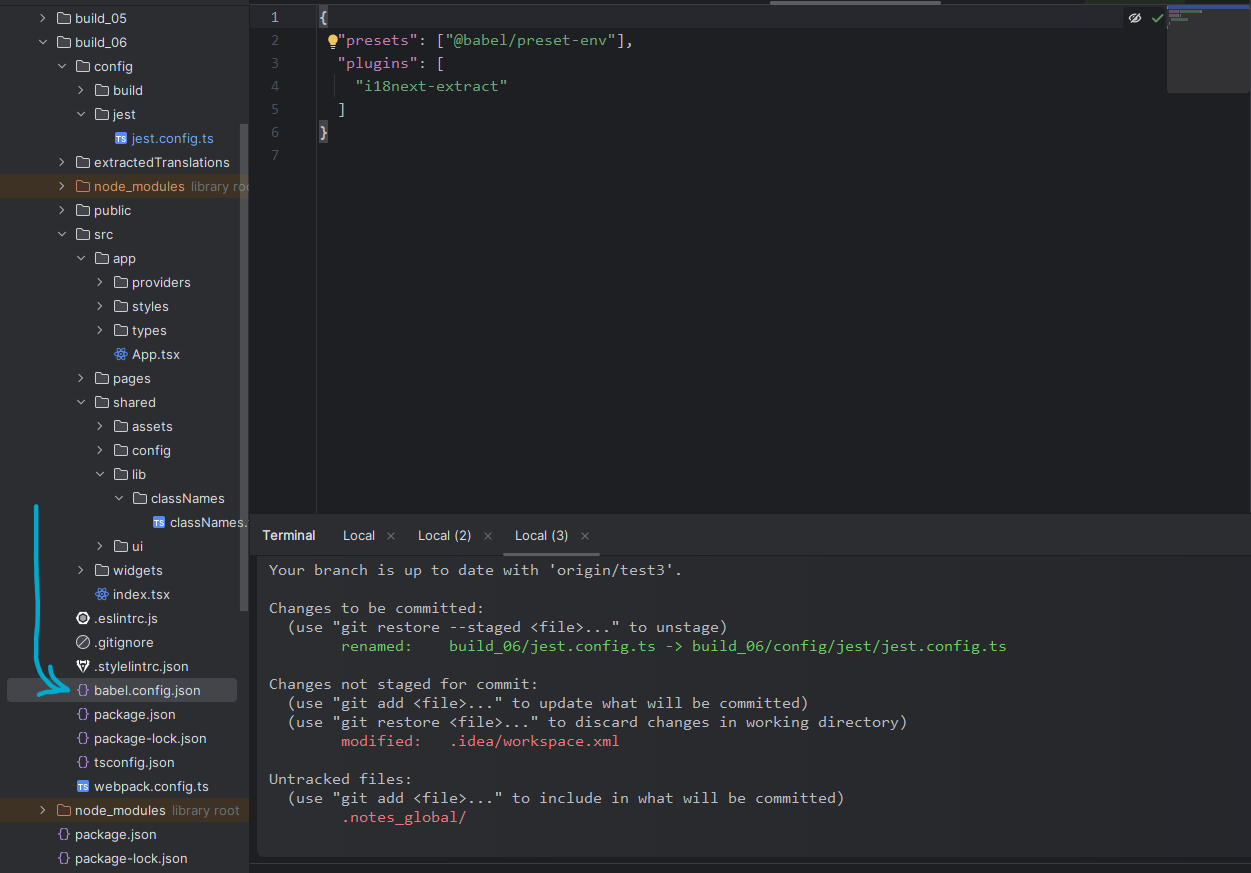 build_05
build_06
config
build
jest
jest.config.ts
extractedTranslations
node_modules library roo
public
src
app
providers
styles
types
App.tsx
pages
shared
assets
config
lib
classNames
classNames.
ui
widgets
index.tsx
.eslintrc.js
.gitignore
.stylelintrc.json
babel.config.json
package.json
package-lock.json
tsconfig.json
webpack.config.ts
node_modules library root
package.json
package-lock.json
1 {
2 "presets": ["@babel/preset-env"],
3 "plugins": [
4 "i18next-extract"
5 ]
6 }
7
Terminal Local × Local (2) × Local (3) ×
Your branch is up to date with 'origin/test3'.
Changes to be committed:
(use "git restore --staged <file>..." to unstage)
renamed: build_06/jest.config.ts -> build_06/config/jest/jest.config.ts
Changes not staged for commit:
(use "git add <file>..." to update what will be committed)
(use "git restore <file>..." to discard changes in working directory)
modified: .idea/workspace.xml
Untracked files:
(use "git add <file>..." to include in what will be committed)
.notes_global/